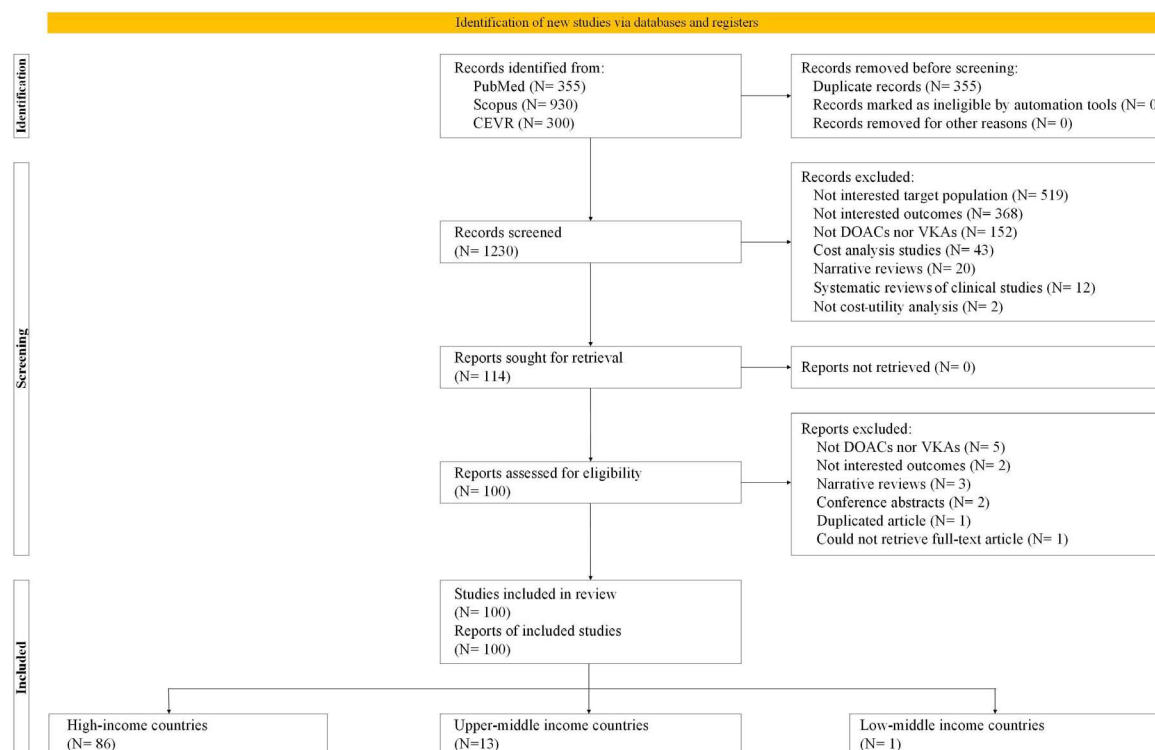 Identification of new studies via databases and registers
Identification
Records identified from:
PubMed (N= 355)
Scopus (N= 930)
CEVR (N= 300)
Records removed before screening:
Duplicate records (N= 355)
Records marked as ineligible by automation tools (N= 0
Records removed for other reasons (N= 0)
Screening
Records screened
(N= 1230)
Records excluded:
Not interested target population (N= 519)
Not interested outcomes (N= 368)
Not DOACs nor VKAs (N= 152)
Cost analysis studies (N= 43)
Narrative reviews (N= 20)
Systematic reviews of clinical studies (N= 12)
Not cost-utility analysis (N= 2)
Reports sought for retrieval
(N= 114)
Reports not retrieved (N= 0)
Reports assessed for eligibility
(N= 100)
Reports excluded:
Not DOACs nor VKAs (N= 5)
Not interested outcomes (N= 2)
Narrative reviews (N= 3)
Conference abstracts (N= 2)
Duplicated article (N= 1)
Could not retrieve full-text article (N= 1)
Included
Studies included in review
(N= 100)
Reports of included studies
(N= 100)
High-income countries
(N= 86)
Upper-middle income countries
(N=13)
Low-middle income countries
(N= 1)